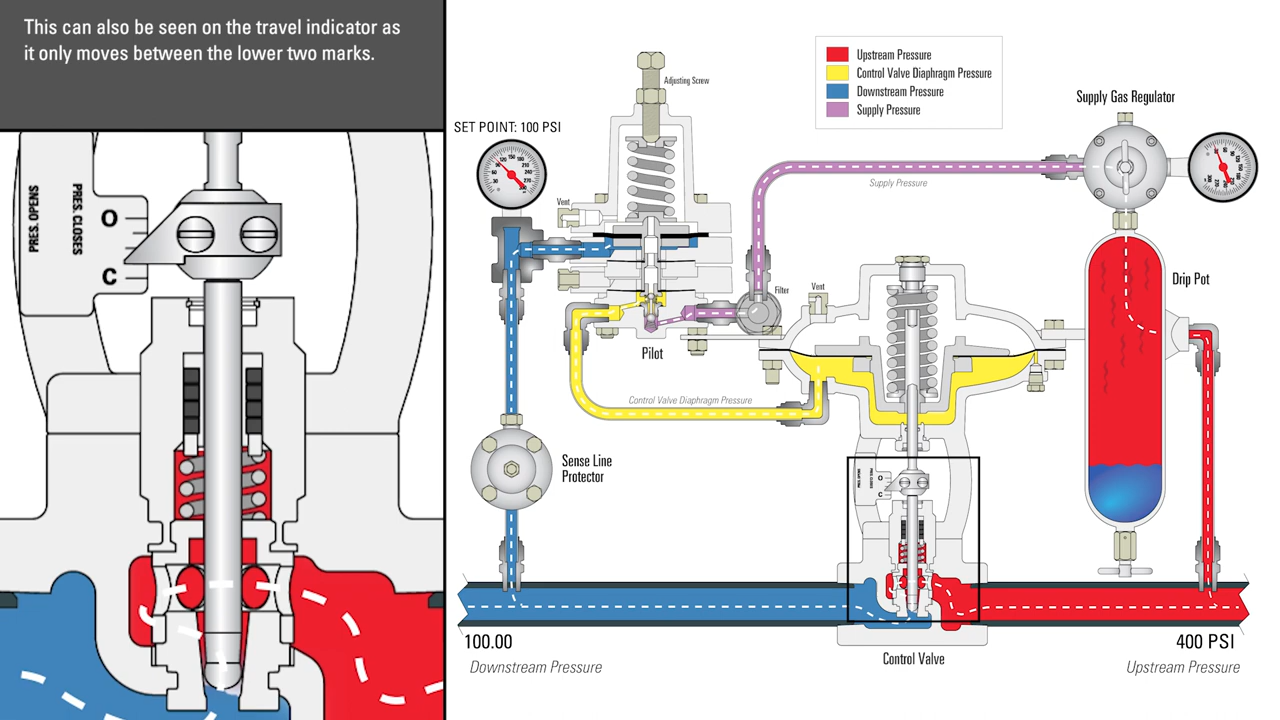 This can also be seen on the travel indicator as
it only moves between the lower two marks.
PRES. OPENS
PRES. CLOSES
O
C
Upstream Pressure
Control Valve Diaphragm Pressure
Downstream Pressure
Supply Pressure
Adjusting Screw
SET POINT: 100 PSI
Vent
Supply Pressure
Supply Gas Regulator
Filter
Vent
Drip Pot
Pilot
Control Valve Diaphragm Pressure
Sense Line
Protector
O
C
100.00
Downstream Pressure
Control Valve
400 PSI
Upstream Pressure